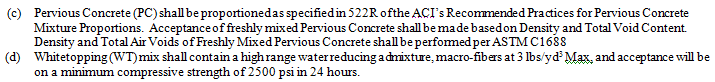 (c) Pervious Concrete (PC) shall be proportioned as specified in 522R of the ACI's Recommended Practices for Pervious Concrete
Mixture Proportions. Acceptance of freshly mixed Pervious Concrete shall be made based on Density and Total Void Content.
Density and Total Air Voids of Freshly Mixed Pervious Concrete shall be performed per ASTM C1688
(d) Whitetopping (WT) mix shall contain a high range water reducing admixture, macro-fibers at 3 lbs/yd³ Max, and acceptance will be
on a minimum compressive strength of 2500 psi in 24 hours.